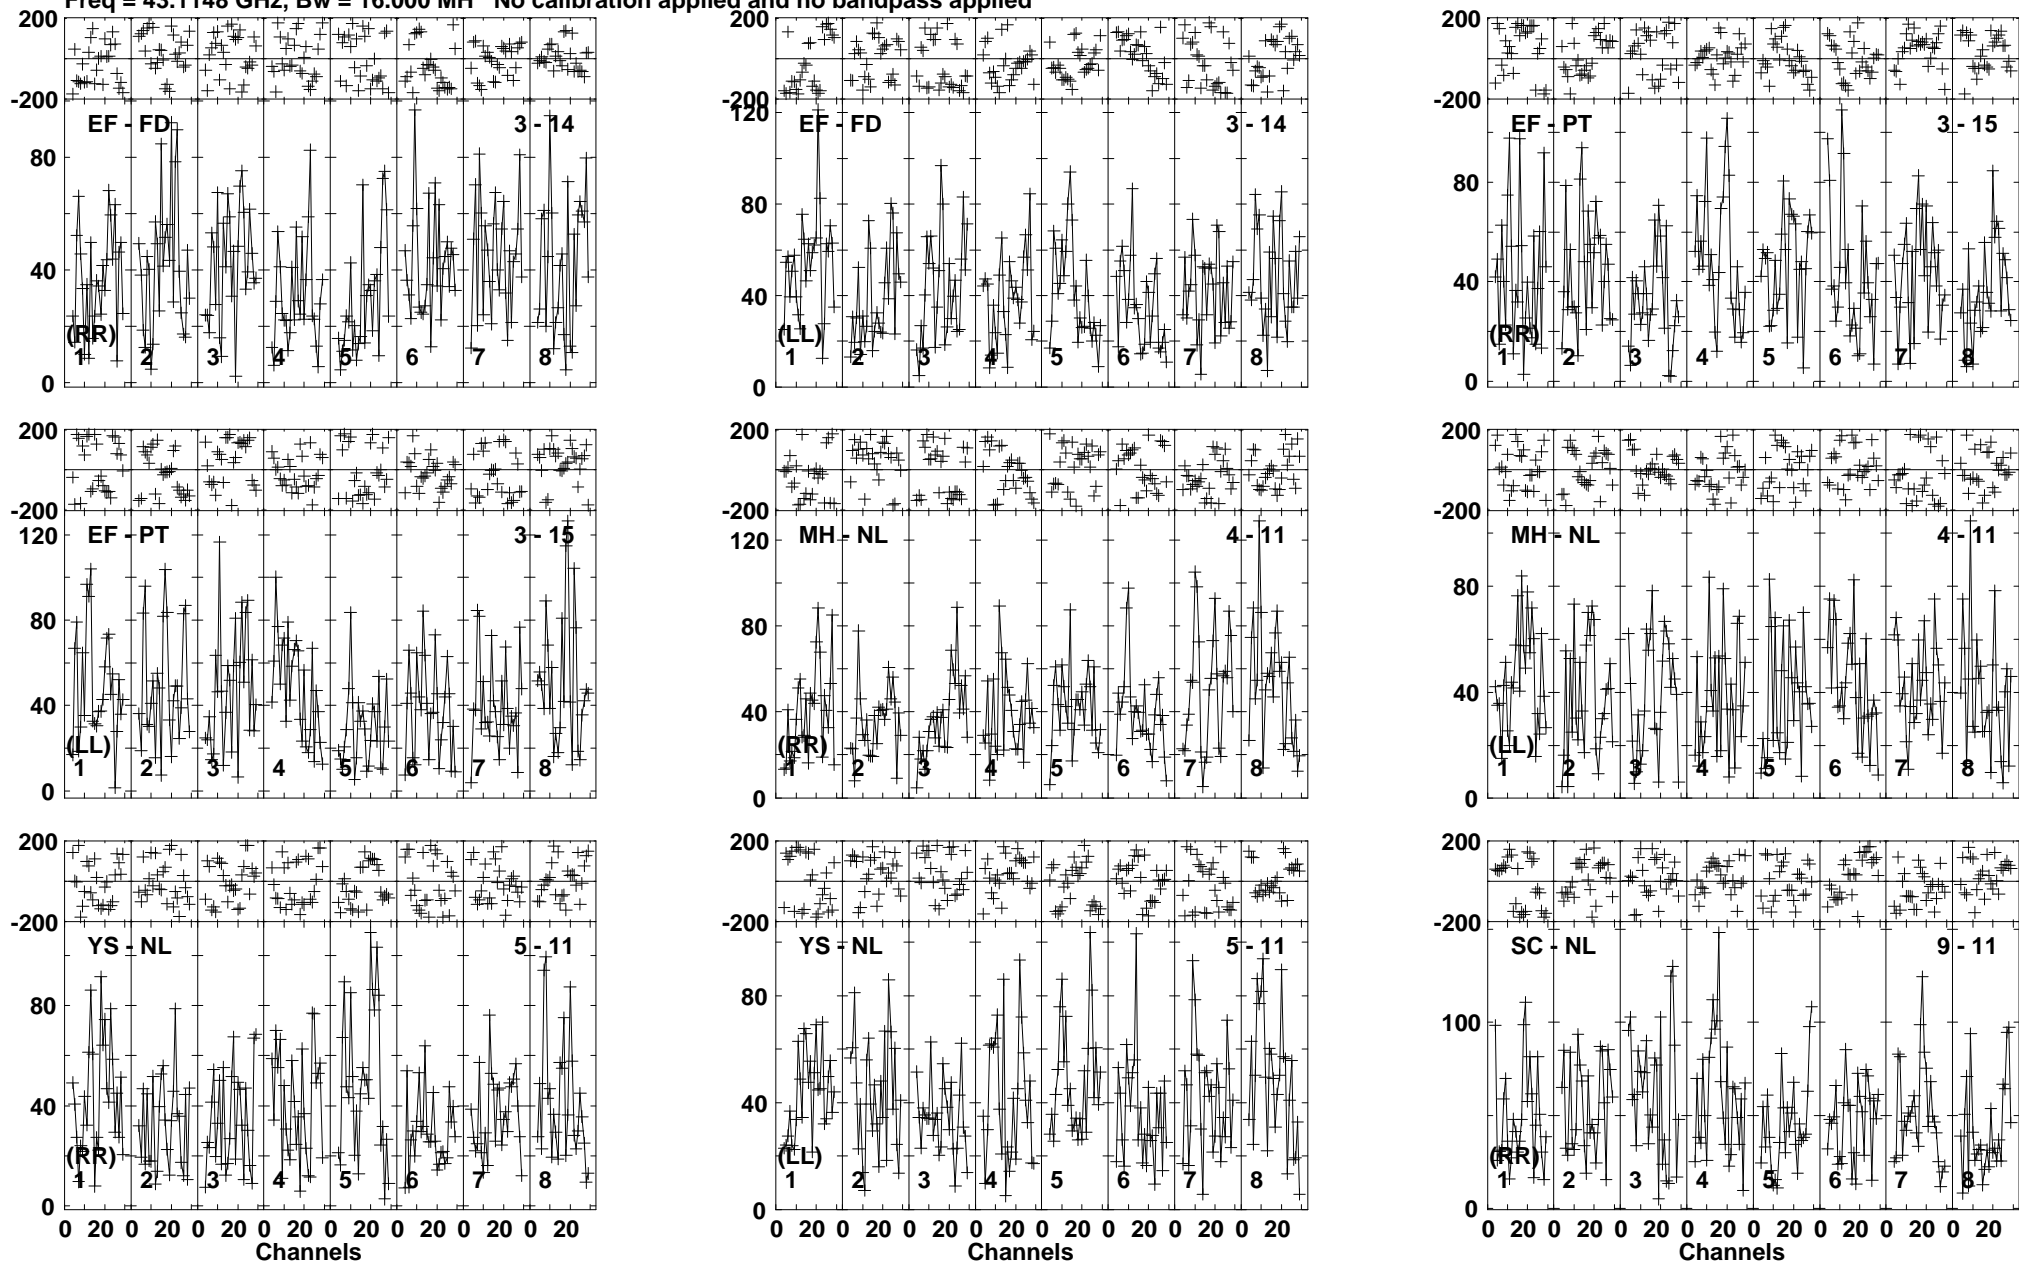 Freq = 43.1148 GHz, Bw = 16.000 MH No calibration applied and no bandpass applied
200 200 200
-200 -200 -200
EF - FD 3 - 14
80
40
0
(RR)
1 2 3 4 5 6 7 8
120
EF - FD 3 - 14
80
40
0
(LL)
1 2 3 4 5 6 7 8
EF - PT 3 - 15
80
40
0
(RR)
1 2 3 4 5 6 7 8
200 200 200
-200 -200 -200
120
EF - PT 3 - 15
80
40
0
(LL)
1 2 3 4 5 6 7 8
120
MH - NL 4 - 11
80
40
0
(RR)
1 2 3 4 5 6 7 8
MH - NL 4 - 11
80
40
0
(LL)
1 2 3 4 5 6 7 8
200 200 200
-200 -200 -200
YS - NL 5 - 11
80
40
0
(RR)
1 2 3 4 5 6 7 8
0 20 0 20 0 20 0 20 0 20 0 20 0 20 0 20
Channels
YS - NL 5 - 11
80
40
0
(LL)
1 2 3 4 5 6 7 8
0 20 0 20 0 20 0 20 0 20 0 20 0 20 0 20
Channels
SC - NL 9 - 11
100
0
(RR)
1 2 3 4 5 6 7 8
0 20 0 20 0 20 0 20 0 20 0 20 0 20 0 20
Channels